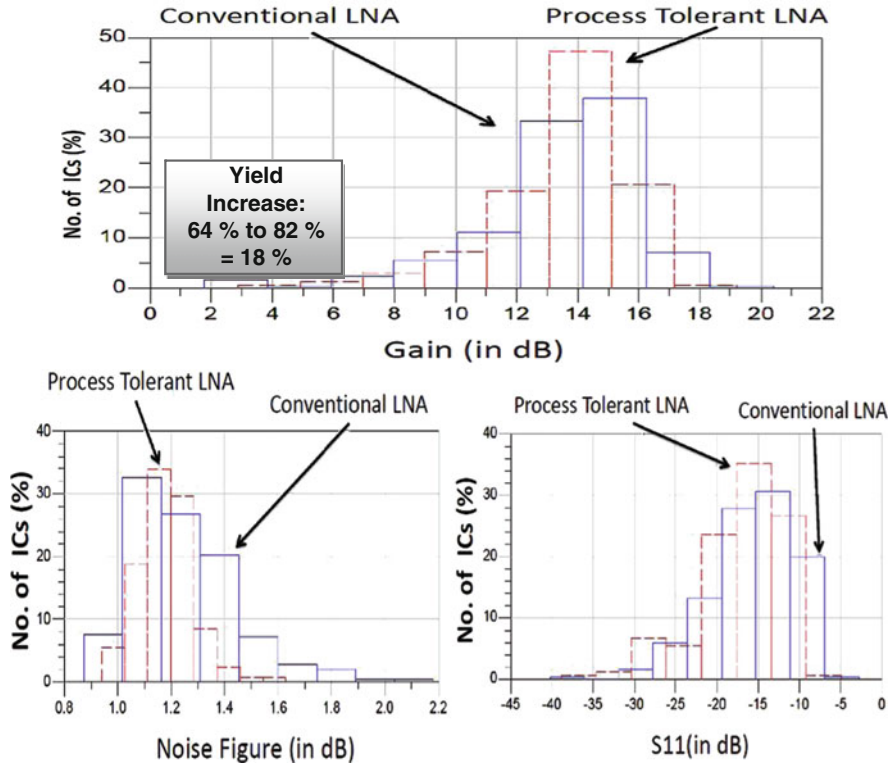 Conventional LNA
Process Tolerant LNA
No. of ICs (%)
50
40
30
20
10
0
Yield
Increase:
64 % to 82 %
= 18 %
0 2 4 6 8 10 12 14 16 18 20 22
Gain (in dB)
Process Tolerant LNA
Conventional LNA
No. of ICs (%)
40
30
20
10
0
0.8 1.0 1.2 1.4 1.6 1.8 2.0 2.2
Noise Figure (in dB)
Process Tolerant LNA
Conventional LNA
No. of ICs (%)
40
30
20
10
0
-45 -40 -35 -30 -25 -20 -15 -10 -5 0
S11(in dB)